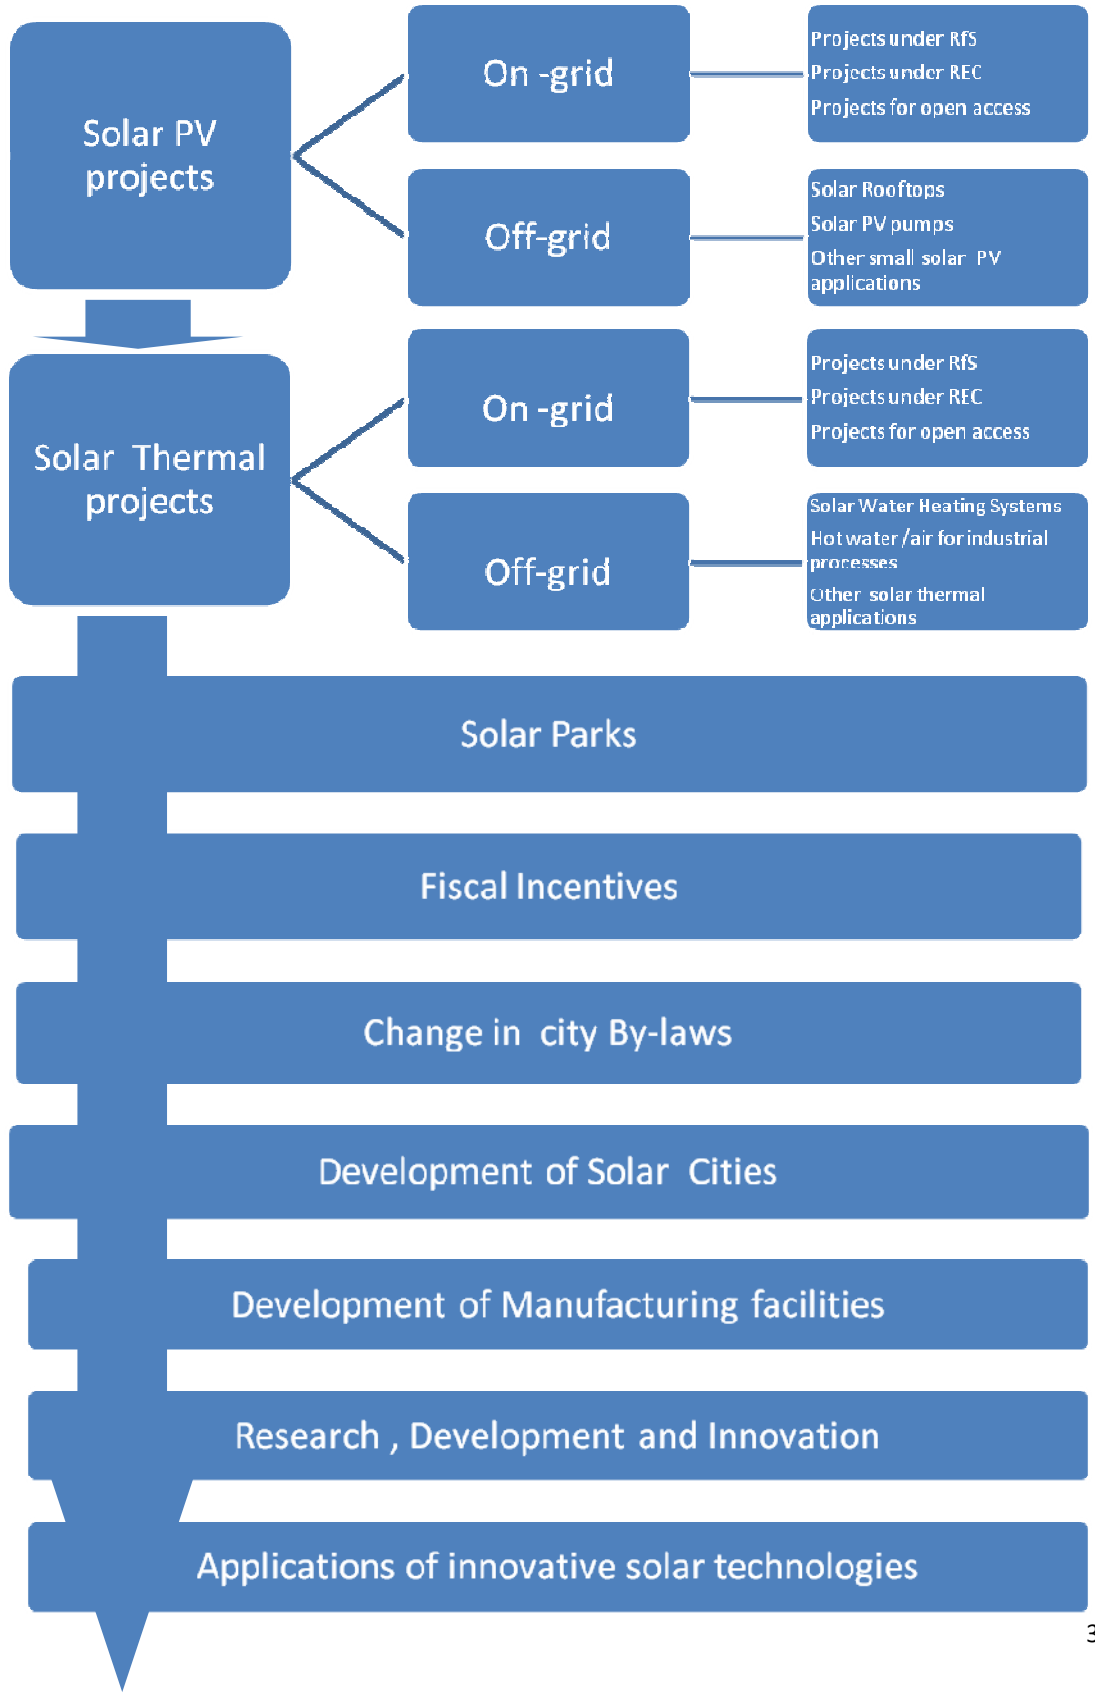 Solar PV
projects
On -grid
Projects under RfS
Projects under REC
Projects for open access
Off-grid
Solar Rooftops
Solar PV pumps
Other small solar PV
applications
Solar Thermal
projects
On -grid
Projects under RfS
Projects under REC
Projects for open access
Off-grid
Solar Water Heating Systems
Hot water /air for industrial
processes
Other solar thermal
applications
Solar Parks
Fiscal Incentives
Change in city By-laws
Development of Solar Cities
Development of Manufacturing facilities
Research , Development and Innovation
Applications of innovative solar technologies
3